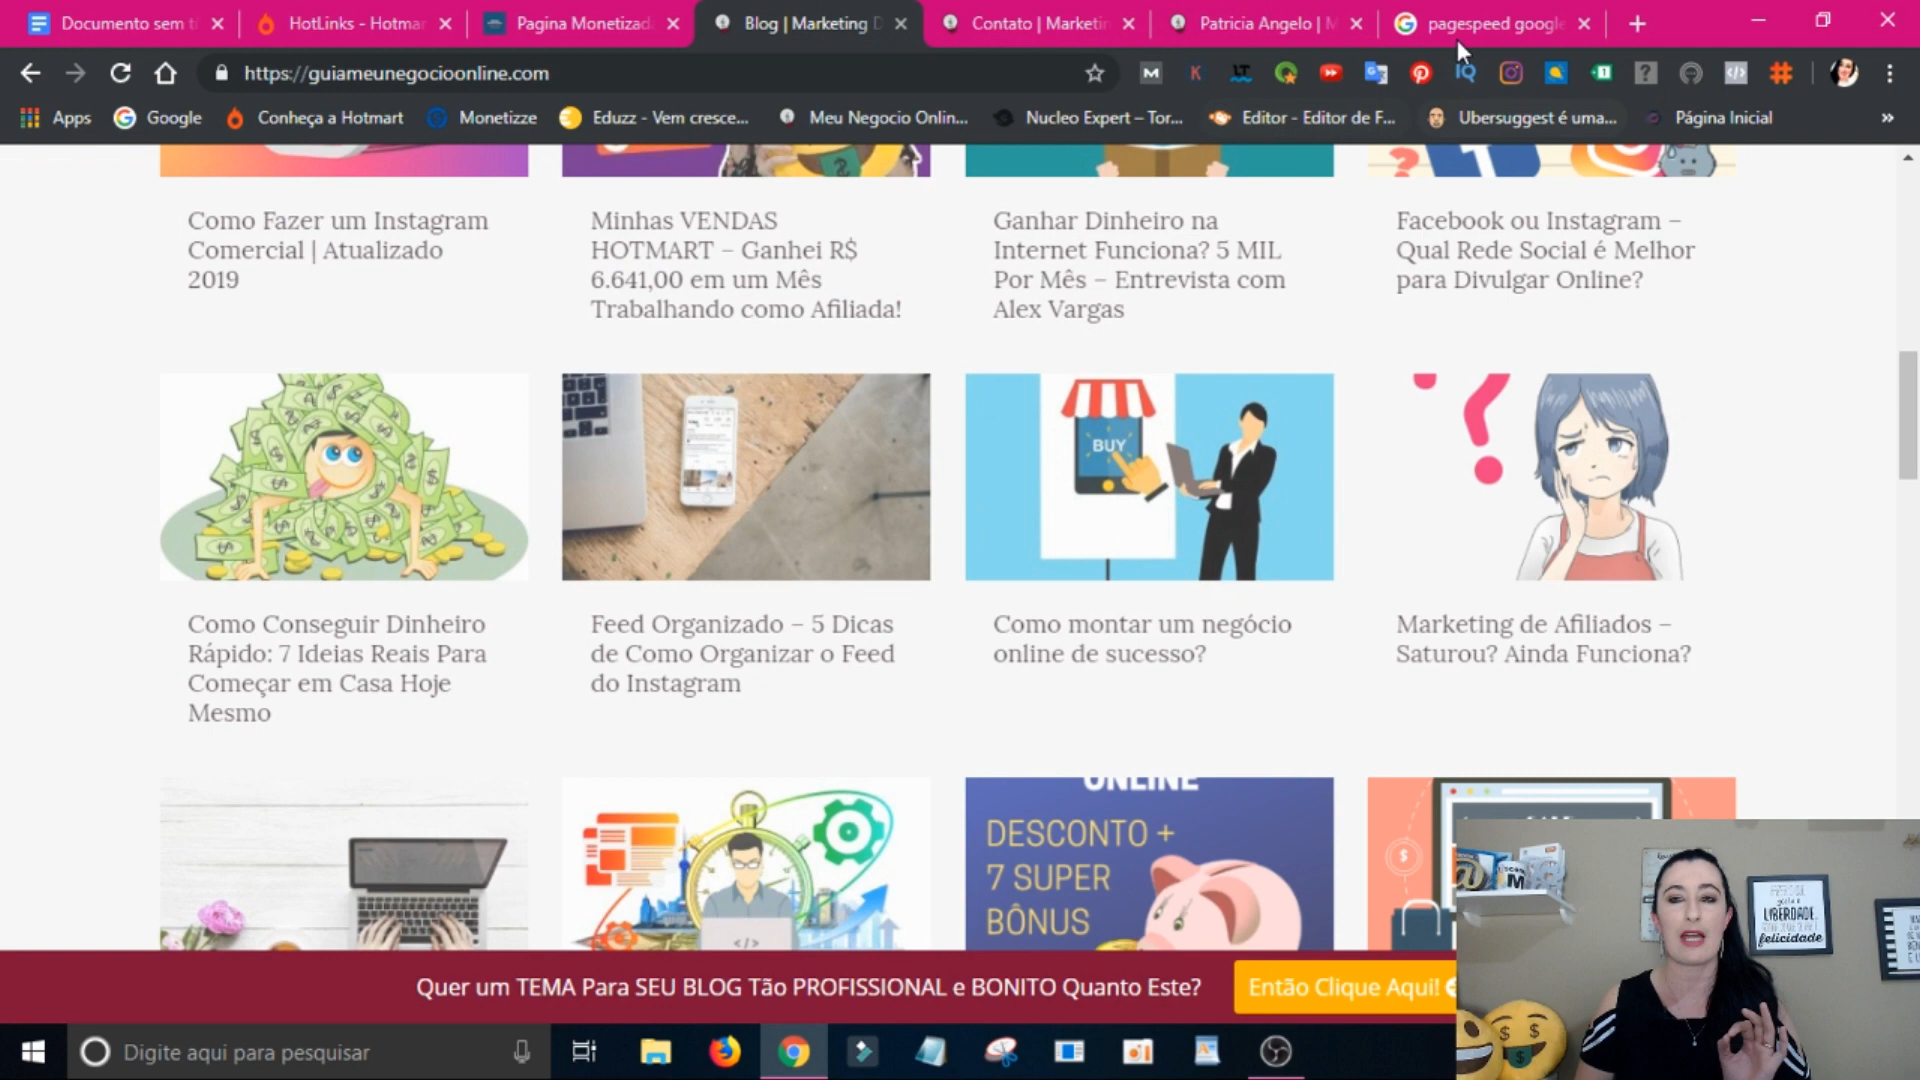 Documento sem t
HotLinks - Hotmar
Pagina Monetizad
Blog | Marketing D
Contato | Marketin
Patricia Angelo | M
pagespeed google
https://guiameunegocioonline.com
Apps
Google
Conheça a Hotmart
Monetizze
Eduzz - Vem cresce...
Meu Negocio Onlin...
Nucleo Expert – Tor...
Editor - Editor de F...
Ubersuggest é uma...
Página Inicial
»
Como Fazer um Instagram
Comercial | Atualizado
2019
Minhas VENDAS
HOTMART – Ganhei R$
6.641,00 em um Mês
Trabalhando como Afiliada!
Ganhar Dinheiro na
Internet Funciona? 5 MIL
Por Mês – Entrevista com
Alex Vargas
Facebook ou Instagram –
Qual Rede Social é Melhor
para Divulgar Online?
BUY
Como Conseguir Dinheiro
Rápido: 7 Ideias Reais Para
Começar em Casa Hoje
Mesmo
Feed Organizado – 5 Dicas
de Como Organizar o Feed
do Instagram
Como montar um negócio
online de sucesso?
Marketing de Afiliados –
Saturou? Ainda Funciona?
ONLINE
DESCONTO +
7 SUPER
BÔNUS
LIBERDADE
felicidade
Quer um TEMA Para SEU BLOG Tão PROFISSIONAL e BONITO Quanto Este?
Então Clique Aqui!
Digite aqui para pesquisar